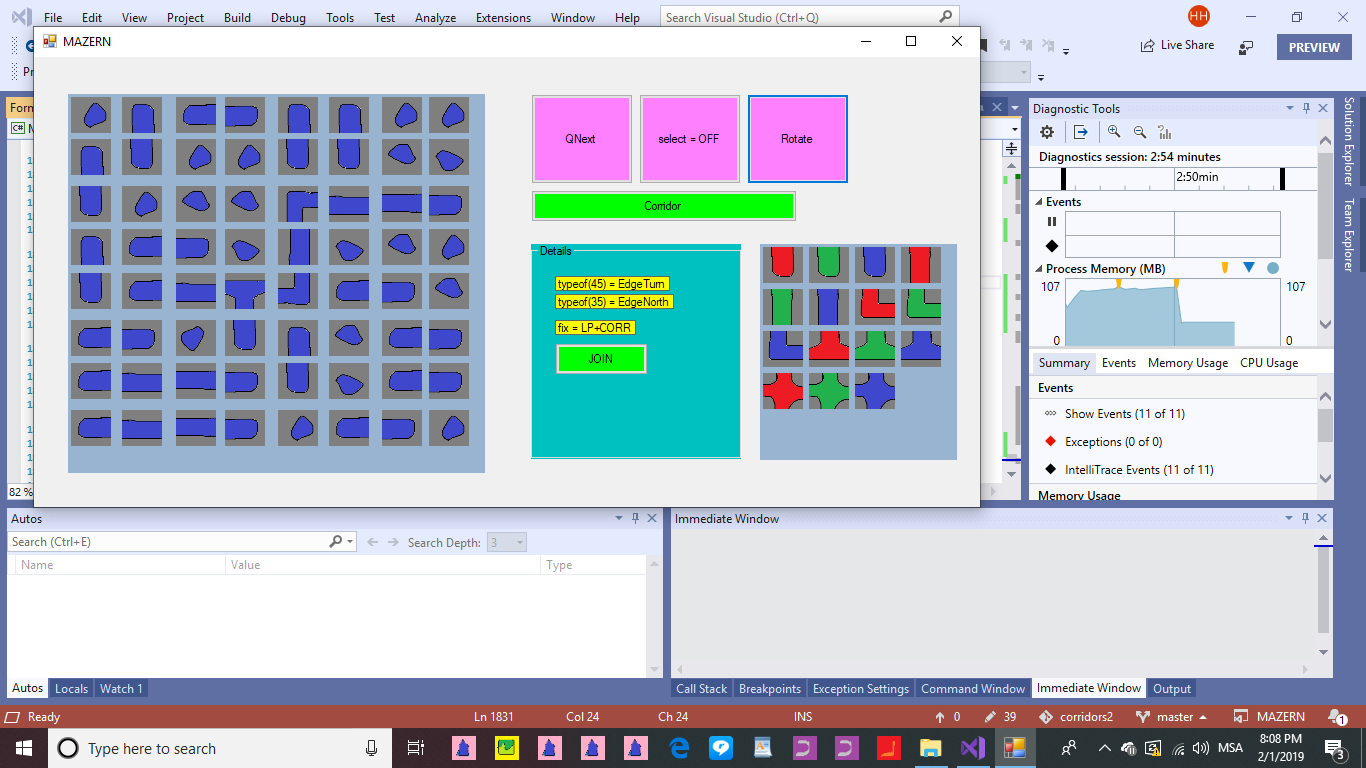 File Edit View Project Build Debug Tools Test Analyze Extensions Window Help Search Visual Studio (Ctrl+Q) HH
MAZERN
Live Share PREVIEW
Form
C#
QNext select = OFF Rotate
Corridor
Details
typeof(45) = EdgeTurn
typeof(35) = EdgeNorth
fix = LP+CORR
JOIN
82 %
Diagnostic Tools
Diagnostics session: 2:54 minutes
2:50min
Events
Process Memory (MB)
107 107
0 0
Summary Events Memory Usage CPU Usage
Events
Show Events (11 of 11)
Exceptions (0 of 0)
IntelliTrace Events (11 of 11)
Memory Usage
Solution Explorer
Team Explorer
Autos
Search (Ctrl+E) Search Depth: 3
Name Value Type
Autos Locals Watch 1
Immediate Window
Call Stack Breakpoints Exception Settings Command Window Immediate Window Output
Ready Ln 1831 Col 24 Ch 24 INS 0 39 corridors2 master MAZERN 1
Type here to search MSA 8:08 PM
2/1/2019 3